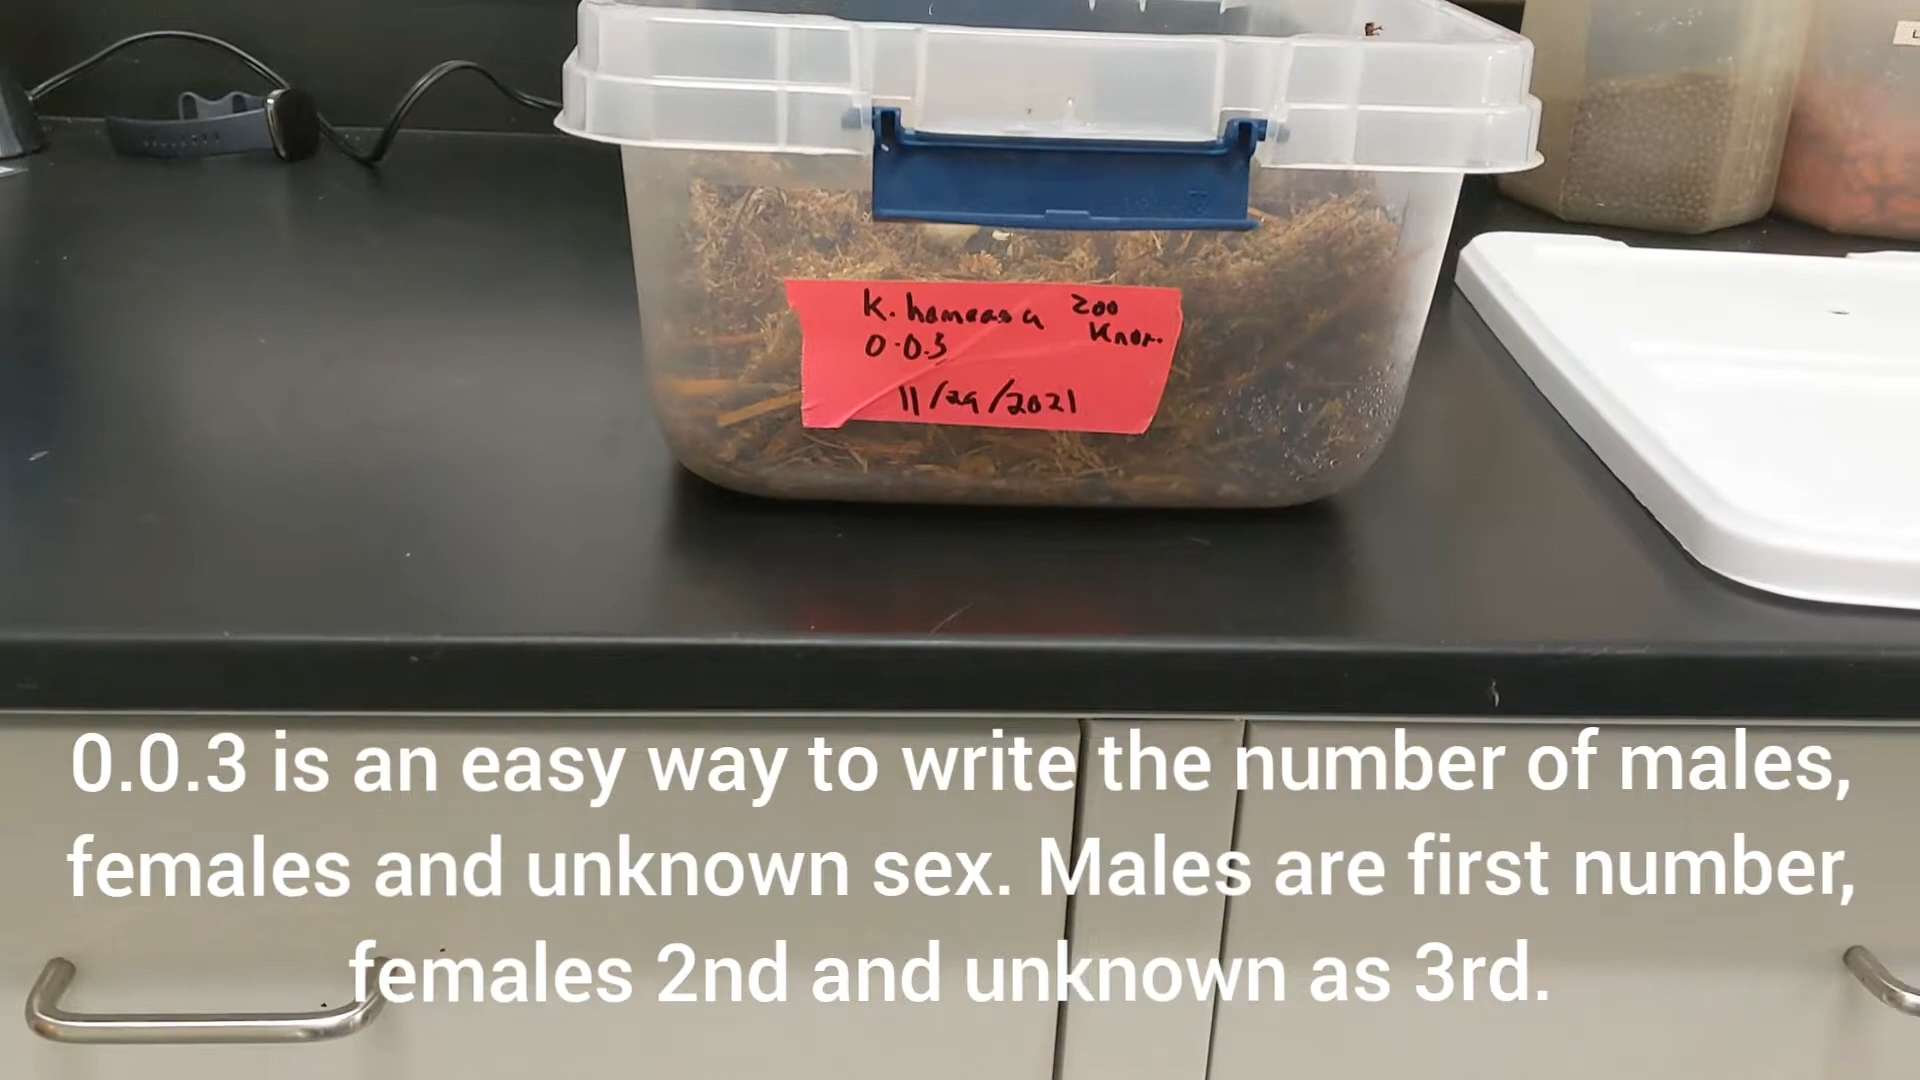 K. homeana Zoo
0.0.3 Knox.
11/29/2021
0.0.3 is an easy way to write the number of males,
females and unknown sex. Males are first number,
females 2nd and unknown as 3rd.